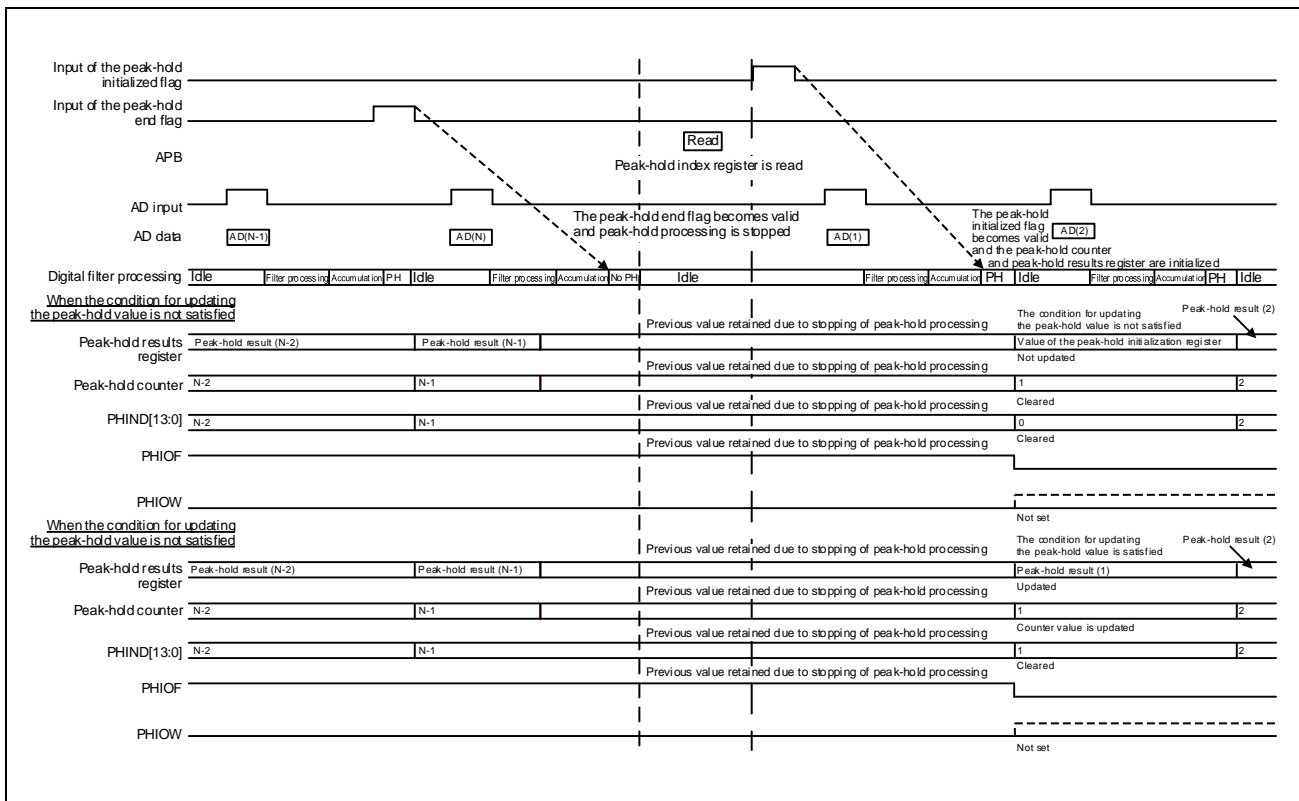 Input of the peak-hold
initialized flag
Input of the peak-hold
end flag
APB
Read
Peak-hold index register is read
AD input
AD data
AD(N-1)
AD(N)
The peak-hold end flag becomes valid
and peak-hold processing is stopped
AD(1)
The peak-hold
initialized flag
becomes valid
AD(2)
and the peak-hold counter
and peak-hold results register are initialized
Digital filter processing
Idle
Filter processing
Accumulation
PH
Idle
Filter processing
Accumulation
No PH
Idle
Filter processing
Accumulation
PH
Idle
Filter processing
Accumulation
PH
Idle
When the condition for updating
the peak-hold value is not satisfied
Previous value retained due to stopping of peak-hold processing
The condition for updating
the peak-hold value is not satisfied
Peak-hold result (2)
Peak-hold results
register
Peak-hold result (N-2)
Peak-hold result (N-1)
Value of the peak-hold initialization register
Previous value retained due to stopping of peak-hold processing
Not updated
Peak-hold counter
N-2
N-1
1
2
Previous value retained due to stopping of peak-hold processing
Cleared
PHIND[13:0]
N-2
N-1
0
2
Previous value retained due to stopping of peak-hold processing
Cleared
PHIOF
PHIOW
Not set
When the condition for updating
the peak-hold value is not satisfied
Previous value retained due to stopping of peak-hold processing
The condition for updating
the peak-hold value is satisfied
Peak-hold result (2)
Peak-hold results
register
Peak-hold result (N-2)
Peak-hold result (N-1)
Peak-hold result (1)
Previous value retained due to stopping of peak-hold processing
Updated
Peak-hold counter
N-2
N-1
1
2
Previous value retained due to stopping of peak-hold processing
Counter value is updated
PHIND[13:0]
N-2
N-1
1
2
Previous value retained due to stopping of peak-hold processing
Cleared
PHIOF
PHIOW
Not set